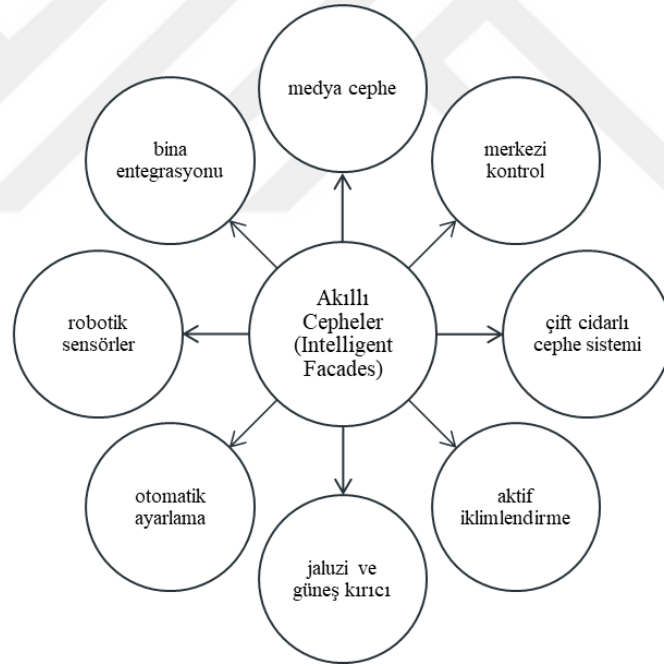 medya cephe
bina
entegrasyonu
merkezi
kontrol
robotik
sensörler
Akıllı
Cepheler
(Intelligent
Facades)
çift cidarlı
cephe sistemi
otomatik
ayarlama
aktif
iklimlendirme
jaluzi ve
güneş kırıcı